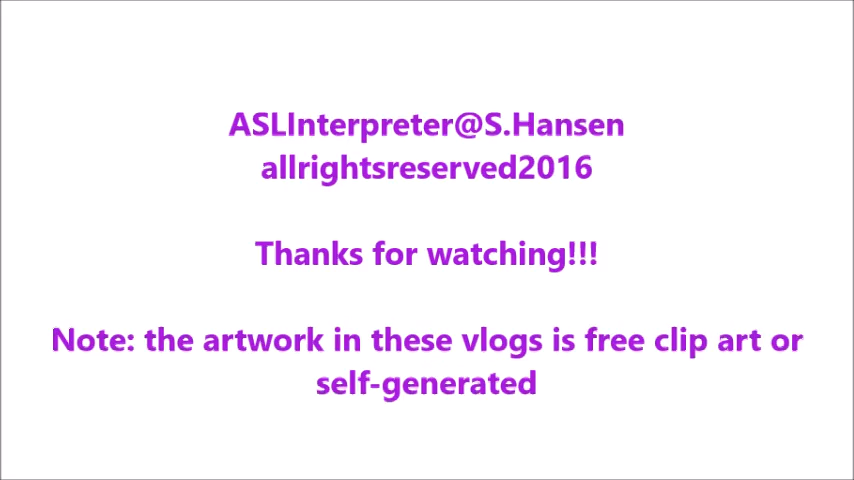 ASLInterpreter@S.Hansen
allrightsreserved2016
Thanks for watching!!!
Note: the artwork in these vlogs is free clip art or
self-generated